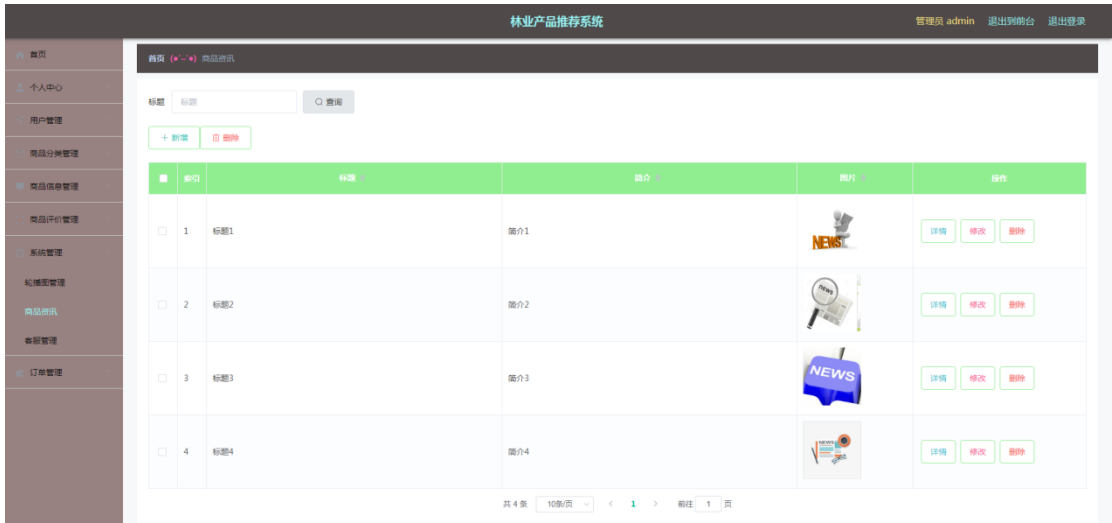 林业产品推荐系统
管理员 admin 退出到前台 退出登录
首页
个人中心
用户管理
商品分类管理
商品信息管理
商品评价管理
系统管理
轮播图管理
商品资讯
客服管理
订单管理
首页 (●'◡'●) 商品资讯
标题 标题 查询
+ 新增 删除
索引 标题 简介 图片 操作
1 标题1 简介1 NEWS 详情 修改 删除
2 标题2 简介2 NEWS 详情 修改 删除
3 标题3 简介3 NEWS 详情 修改 删除
4 标题4 简介4 NEWS 详情 修改 删除
共 4 条 10条/页 < 1 > 前往 1 页